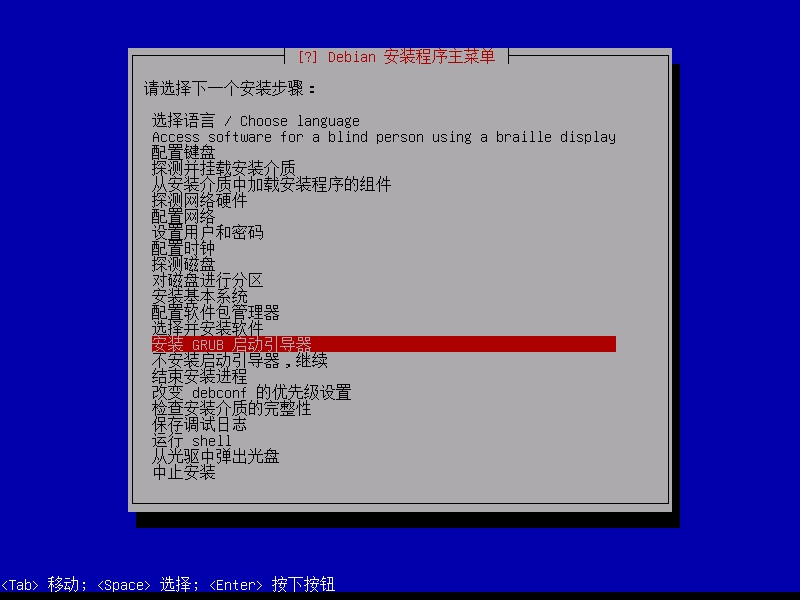 [?] Debian 安装程序主菜单
请选择下一个安装步骤：
选择语言 / Choose language
Access software for a blind person using a braille display
配置键盘
探测并挂载安装介质
从安装介质中加载安装程序的组件
探测网络硬件
配置网络
设置用户和密码
配置时钟
探测磁盘
对磁盘进行分区
安装基本系统
配置软件包管理器
选择并安装软件
安装 GRUB 启动引导器
不安装启动引导器，继续
结束安装进程
改变 debconf 的优先级设置
检查安装介质的完整性
保存调试日志
运行 shell
从光驱中弹出光盘
中止安装
<Tab> 移动; <Space> 选择; <Enter> 按下按钮